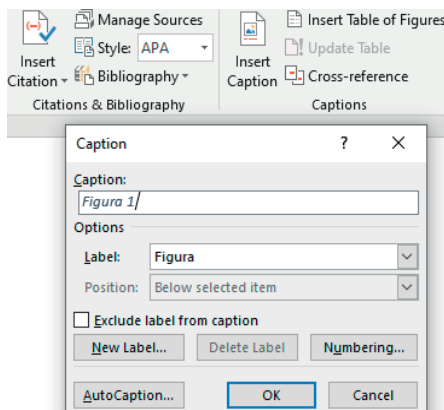 Manage Sources
Style: APA
Bibliography
Insert
Citation
Citations & Bibliography
Insert Table of Figures
Update Table
Cross-reference
Insert
Caption
Captions
Caption
?
Caption:
Figura 1
Options
Label: Figura
Position: Below selected item
Exclude label from caption
New Label... Delete Label Numbering...
AutoCaption... OK Cancel